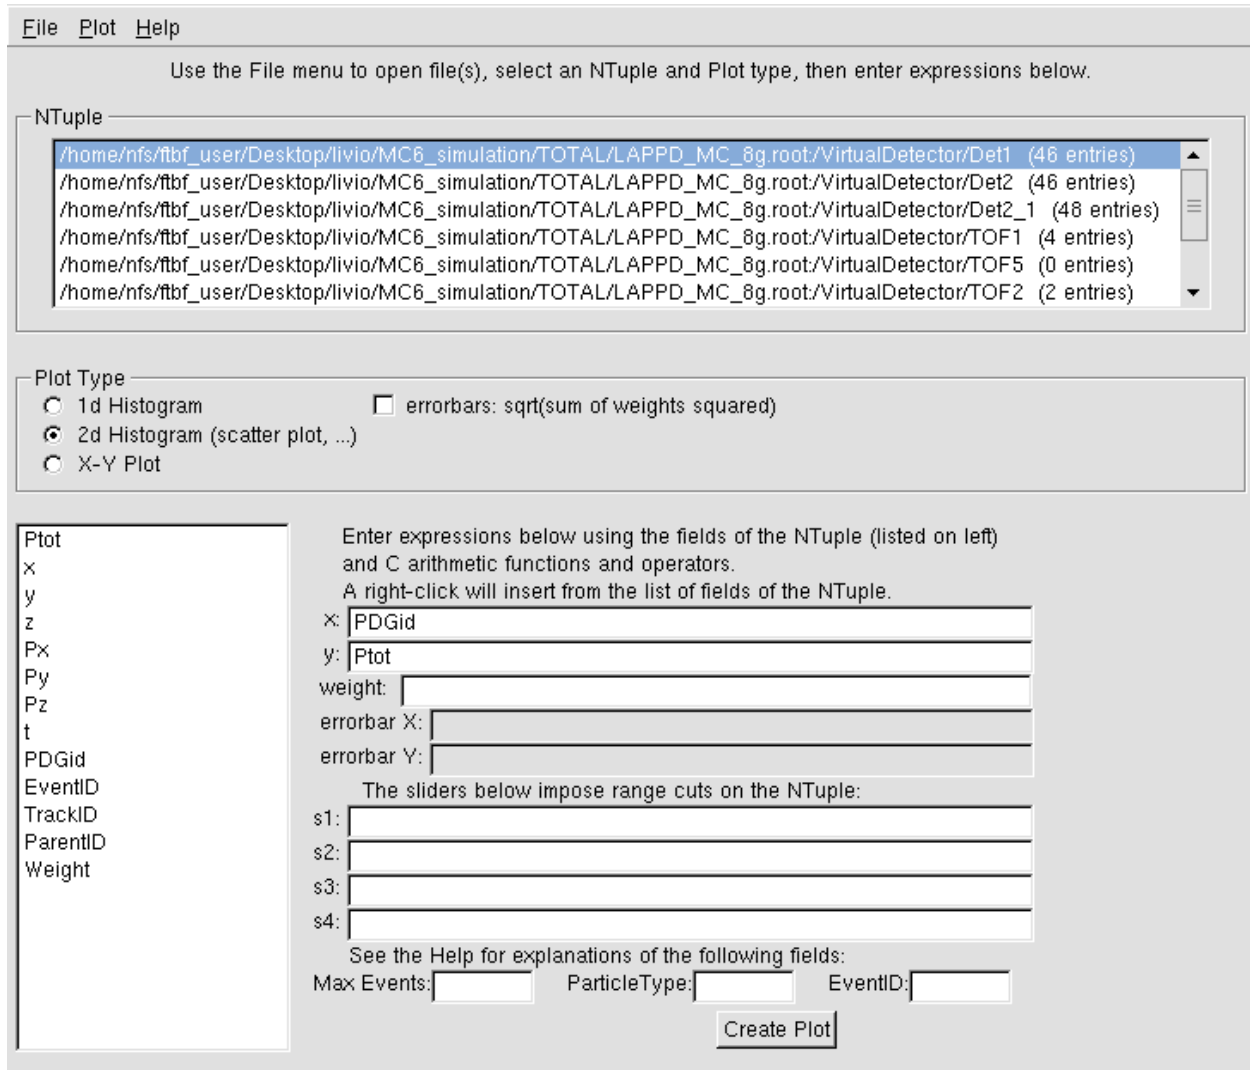 File Plot Help
Use the File menu to open file(s), select an NTuple and Plot type, then enter expressions below.
NTuple
/home/nfs/ftbf_user/Desktop/livio/MC6_simulation/TOTAL/LAPPD_MC_8g.root:/VirtualDetector/Det1 (46 entries)
/home/nfs/ftbf_user/Desktop/livio/MC6_simulation/TOTAL/LAPPD_MC_8g.root:/VirtualDetector/Det2 (46 entries)
/home/nfs/ftbf_user/Desktop/livio/MC6_simulation/TOTAL/LAPPD_MC_8g.root:/VirtualDetector/Det2_1 (48 entries)
/home/nfs/ftbf_user/Desktop/livio/MC6_simulation/TOTAL/LAPPD_MC_8g.root:/VirtualDetector/TOF1 (4 entries)
/home/nfs/ftbf_user/Desktop/livio/MC6_simulation/TOTAL/LAPPD_MC_8g.root:/VirtualDetector/TOF5 (0 entries)
/home/nfs/ftbf_user/Desktop/livio/MC6_simulation/TOTAL/LAPPD_MC_8g.root:/VirtualDetector/TOF2 (2 entries)
Plot Type
1d Histogram
errorbars: sqrt(sum of weights squared)
2d Histogram (scatter plot, ...)
X-Y Plot
Ptot
x
y
z
Px
Py
Pz
t
PDGid
EventID
TrackID
ParentID
Weight
Enter expressions below using the fields of the NTuple (listed on left)
and C arithmetic functions and operators.
A right-click will insert from the list of fields of the NTuple.
x: PDGid
y: Ptot
weight:
errorbar X:
errorbar Y:
The sliders below impose range cuts on the NTuple:
s1:
s2:
s3:
s4:
See the Help for explanations of the following fields:
Max Events: ParticleType: EventID:
Create Plot